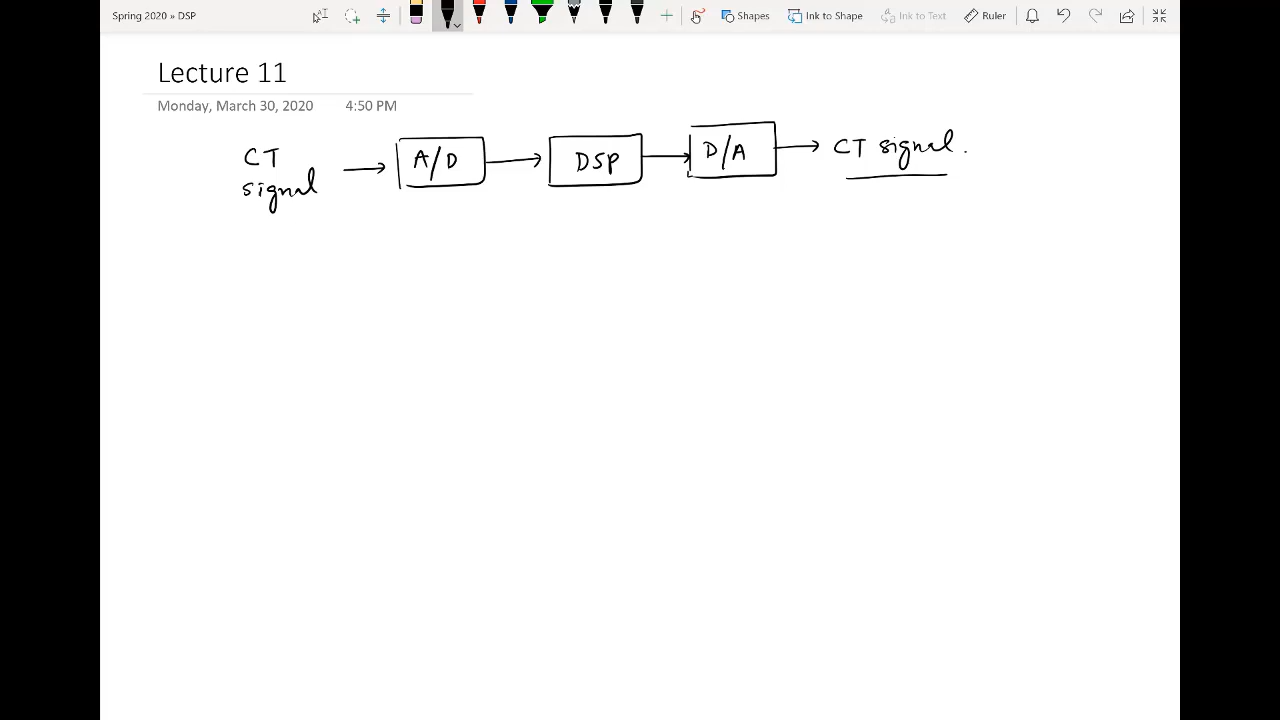 Spring 2020 » DSP
Shapes Ink to Shape Ink to Text Ruler
Lecture 11
Monday, March 30, 2020 4:50 PM
CT signal → A/D → DSP → D/A → CT signal.